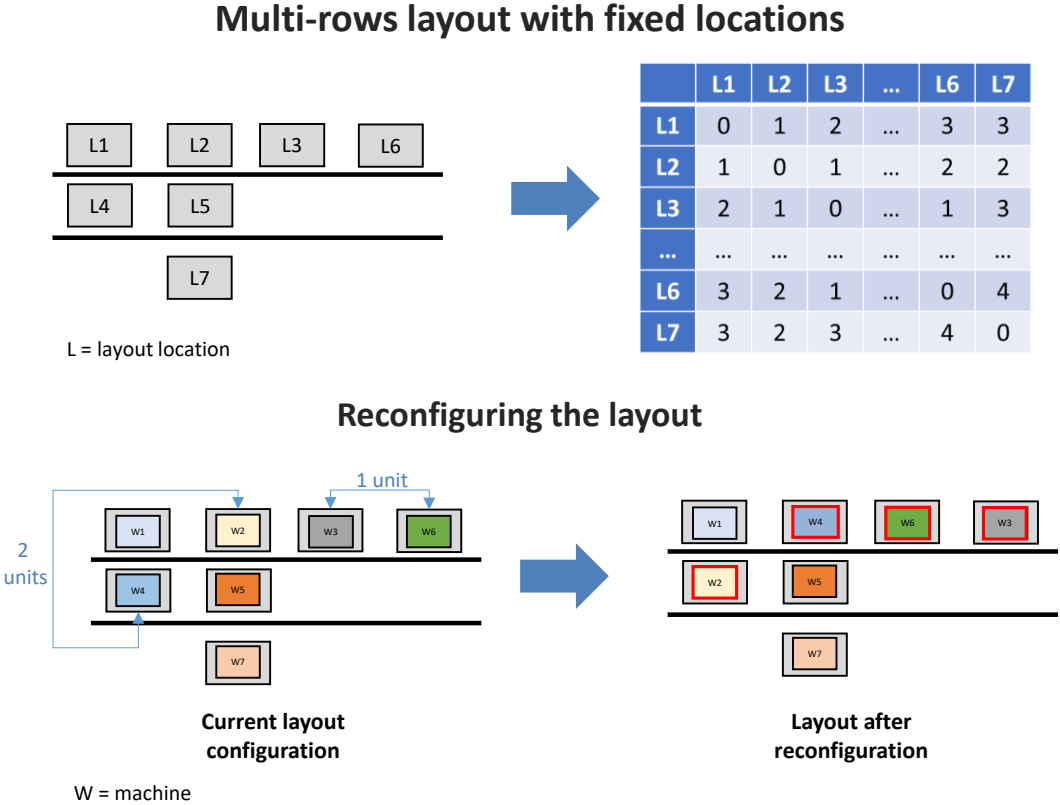 Multi-rows layout with fixed locations
L1 L2 L3 L6
L4 L5
L7
L = layout location
L1 L2 L3 ... L6 L7
L1 0 1 2 ... 3 3
L2 1 0 1 ... 2 2
L3 2 1 0 ... 1 3
... ... ... ... ... ... ...
L6 3 2 1 ... 0 4
L7 3 2 3 ... 4 0
Reconfiguring the layout
1 unit
2
units
W1 W2 W3 W6
W4 W5
W7
Current layout
configuration
W1 W4 W6 W3
W2 W5
W7
Layout after
reconfiguration
W = machine